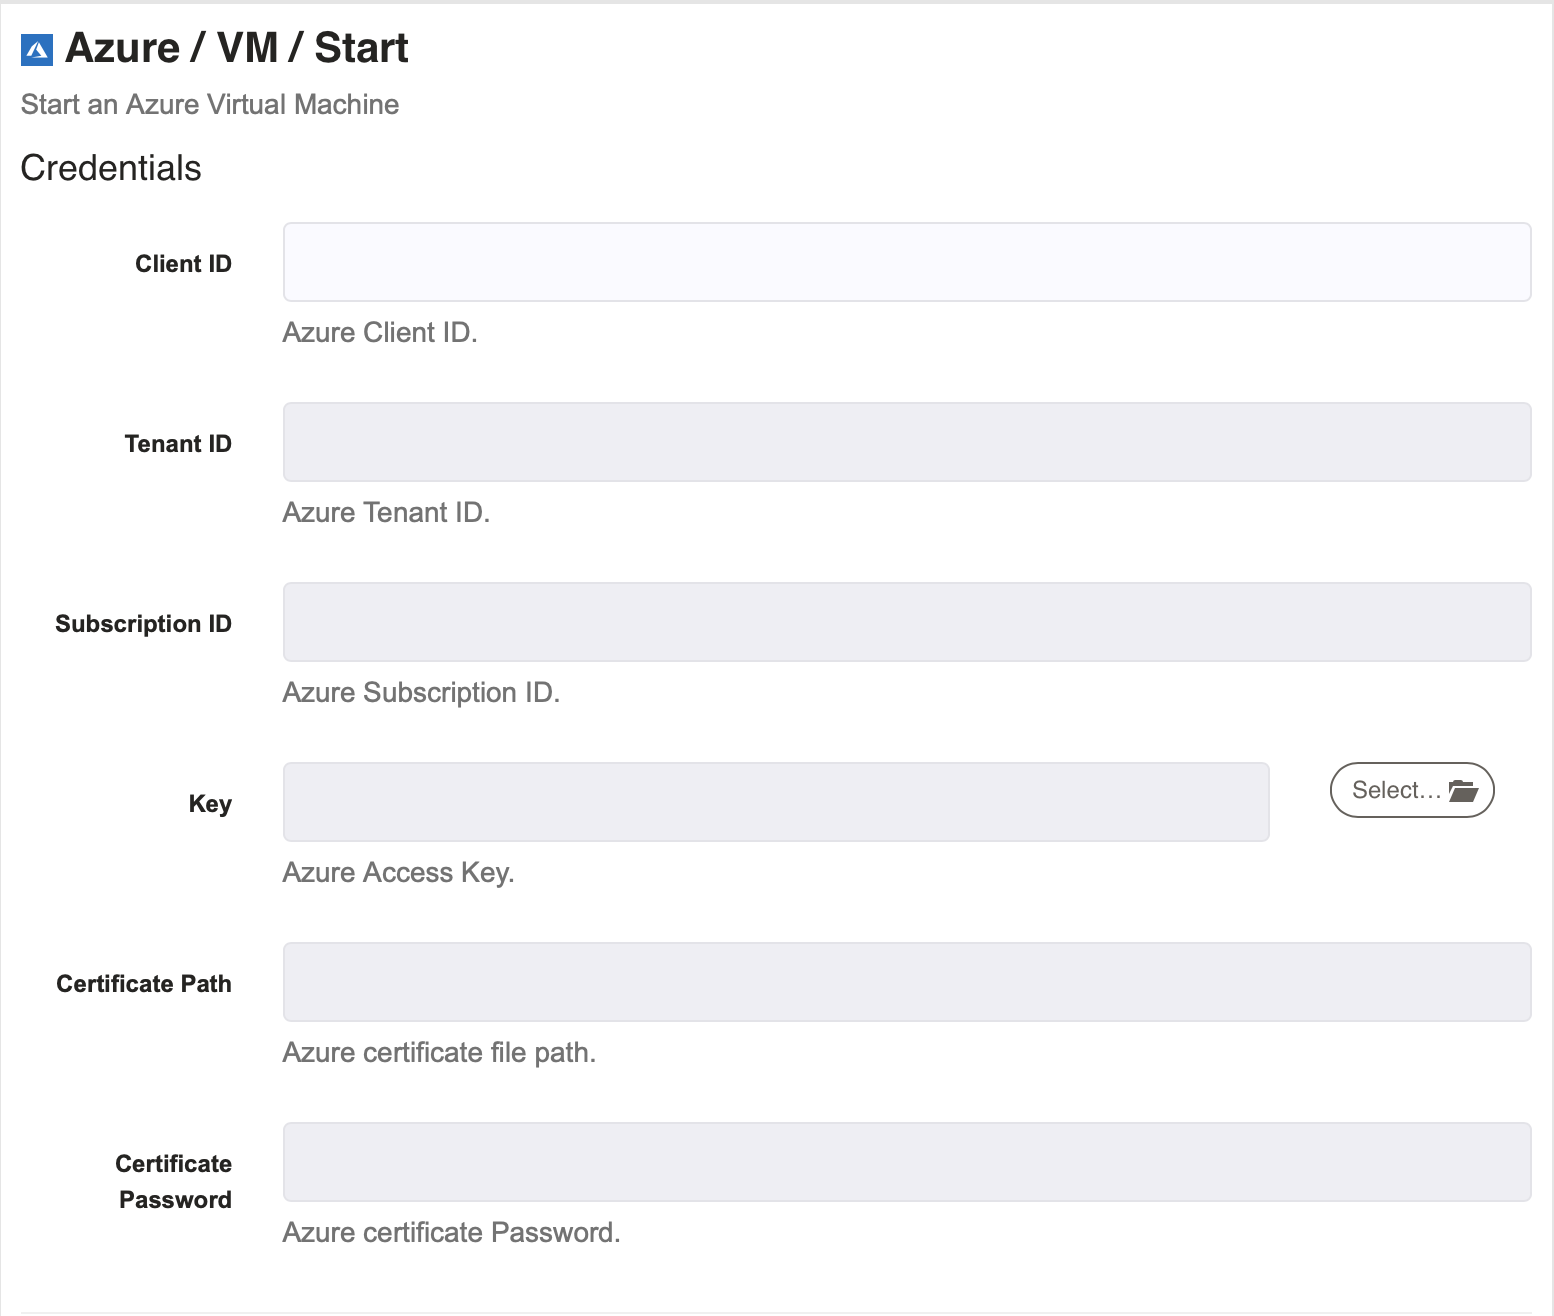 Azure / VM / Start
Start an Azure Virtual Machine
Credentials
Client ID
Azure Client ID.
Tenant ID
Azure Tenant ID.
Subscription ID
Azure Subscription ID.
Key
Select...
Azure Access Key.
Certificate Path
Azure certificate file path.
Certificate
Password
Azure certificate Password.